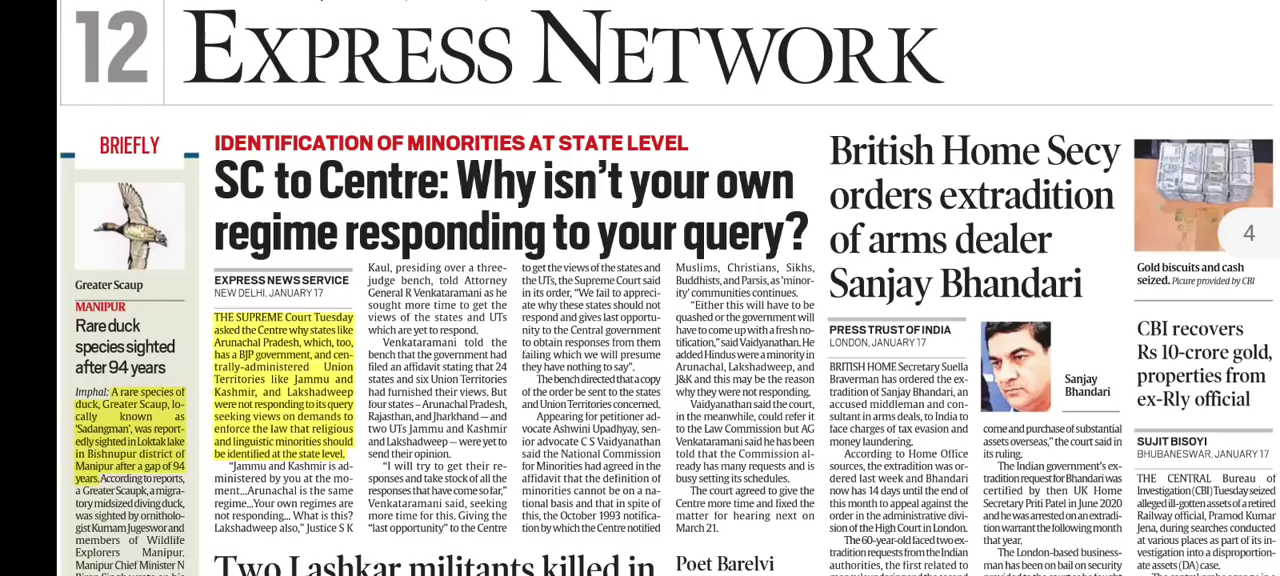 12
EXPRESS NETWORK
BRIEFLY
Greater Scaup
MANIPUR
Rare duck
species sighted
after 94 years
Imphal: A rare species of
duck, Greater Scaup, lo-
cally known as
'Sadangman', was report-
edly sighted in Loktak lake
in Bishnupur district of
Manipur after a gap of 94
years. According to reports,
a Greater Scaupk, a migra-
tory midsized diving duck,
was sighted by ornitholo-
gist Kumam Jugeswor and
members of Wildlife
Explorers Manipur,
Manipur Chief Minister N
IDENTIFICATION OF MINORITIES AT STATE LEVEL
SC to Centre: Why isn't your own
regime responding to your query?
EXPRESS NEWS SERVICE
NEW DELHI, JANUARY 17
THE SUPREME Court Tuesday
asked the Centre why states like
Arunachal Pradesh, which, too,
has a BJP government, and cen-
trally-administered Union
Territories like Jammu and
Kashmir, and Lakshadweep
were not responding to its query
seeking views on demands to
enforce the law that religious
and linguistic minorities should
be identified at the state level.
"Jammu and Kashmir is ad-
ministered by you at the mo-
ment...Arunachal is the same
regime...Your own regimes are
not responding... What is this?
Lakshadweep also," Justice S K
Kaul, presiding over a three-
judge bench, told Attorney
General R Venkataramani as he
sought more time to get the
views of the states and UTs
which are yet to respond.
Venkataramani told the
bench that the government had
filed an affidavit stating that 24
states and six Union Territories
had furnished their views. But
four states – Arunachal Pradesh,
Rajasthan, and Jharkhand — and
two UTs Jammu and Kashmir
and Lakshadweep — were yet to
send their opinion.
"I will try to get their re-
sponses and take stock of all the
responses that have come so far,"
Venkataramani said, seeking
more time for this. Giving the
"last opportunity" to the Centre
to get the views of the states and
the UTs, the Supreme Court said
in its order, "We fail to appreci-
ate why these states should not
respond and gives last opportu-
nity to the Central government
to obtain responses from them
failing which we will presume
they have nothing to say".
The bench directed that a copy
of the order be sent to the states
and Union Territories concerned.
Appearing for petitioner ad-
vocate Ashwini Upadhyay, sen-
ior advocate C S Vaidyanathan
said the National Commission
for Minorities had agreed in the
affidavit that the definition of
minorities cannot be on a na-
tional basis and that in spite of
this, the October 1993 notifica-
tion by which the Centre notified
Muslims, Christians, Sikhs,
Buddhists, and Parsis, as 'minor-
ity' communities continues.
"Either this will have to be
quashed or the government will
have to come up with a fresh no-
tification," said Vaidyanathan. He
added Hindus were a minority in
Arunachal, Lakshadweep, and
J&K and this may be the reason
why they were not responding.
Vaidyanathan said the court,
in the meanwhile, could refer it
to the Law Commission but AG
Venkataramani said he has been
told that the Commission al-
ready has many requests and is
busy setting its schedules.
The court agreed to give the
Centre more time and fixed the
matter for hearing next on
March 21.
Two Lashkar militants killed in
Poet Barelvi
British Home Secy
orders extradition
of arms dealer
Sanjay Bhandari
PRESS TRUST OF INDIA
LONDON, JANUARY 17
BRITISH HOME Secretary Suella
Braverman has ordered the ex-
tradition of Sanjay Bhandari, an
accused middleman and con-
sultant in arms deals, to India to
face charges of tax evasion and
money laundering.
According to Home Office
sources, the extradition was or-
dered last week and Bhandari
now has 14 days until the end of
this month to appeal against the
order in the administrative divi-
sion of the High Court in London.
The 60-year-old faced two ex-
tradition requests from the Indian
authorities, the first related to
Sanjay
Bhandari
come and purchase of substantial
assets overseas," the court said in
its ruling.
The Indian government's ex-
tradition request for Bhandari was
certified by then UK Home
Secretary Priti Patel in June 2020
and he was arrested on an extradi-
tion warrant the following month
that year.
The London-based business-
man has been on bail on security
4
Gold biscuits and cash
seized. Picure provided by CBI
CBI recovers
Rs 10-crore gold,
properties from
ex-Rly official
SUJIT BISOYI
BHUBANESWAR, JANUARY 17
THE CENTRAL Bureau of
Investigation (CBI) Tuesday seized
alleged ill-gotten assets of a retired
Railway official, Pramod Kumar
Jena, during searches conducted
at various places as part of its in-
vestigation into a disproportion-
ate assets (DA) case.